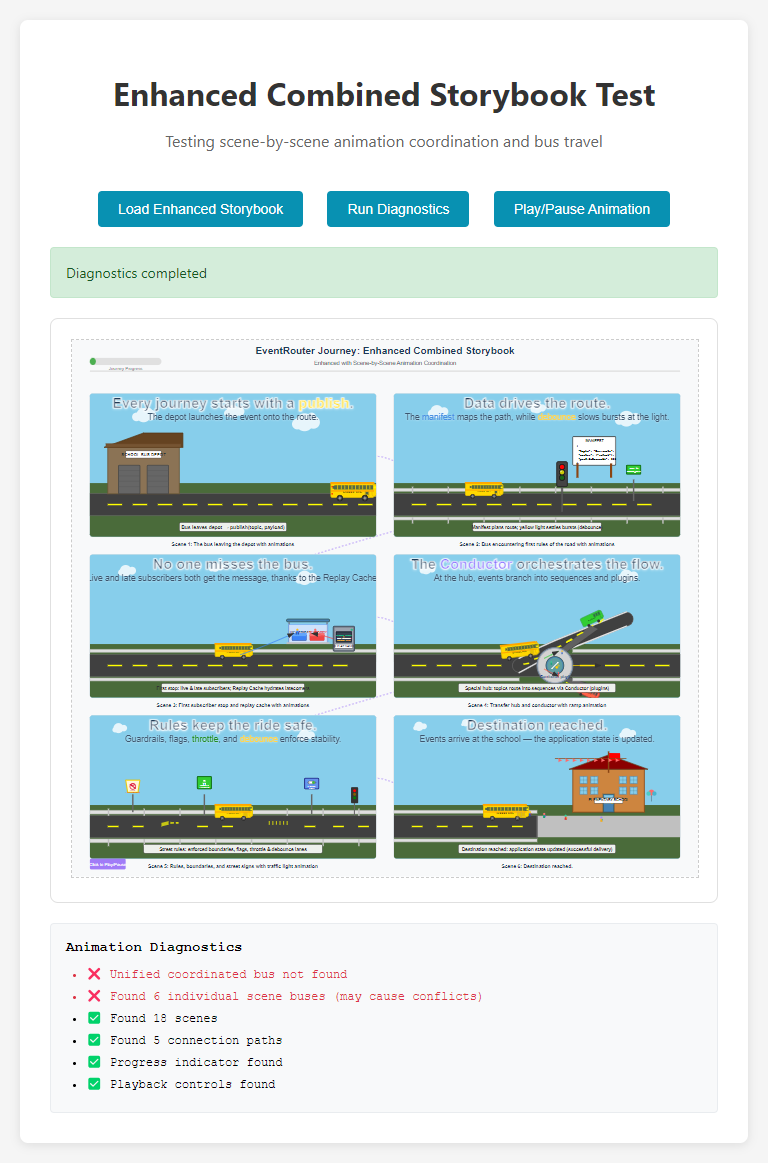 Enhanced Combined Storybook Test
Testing scene-by-scene animation coordination and bus travel
Load Enhanced Storybook
Run Diagnostics
Play/Pause Animation
Diagnostics completed
EventRouter Journey: Enhanced Combined Storybook
Enhanced with Scene-by-Scene Animation Coordination
Journey Progress
Every journey starts with a publish.
The depot launches the event onto the route.
SCHOOL BUS DEPOT
Bus leaves depot → publish(topic, payload)
Scene 1: The bus leaving the depot with animations
Data drives the route.
The manifest maps the path, while debounce slows bursts at the light.
MANIFEST
Manifest plans route; yellow light settles bursts (debounce
Scene 2: Bus encountering first rules of the road with animations
No one misses the bus.
ive and late subscribers both get the message, thanks to the Replay Cache
First stop: live & late subscribers; Replay Cache hydrates latecomers
Scene 3: First subscriber stop and replay cache with animations
The Conductor orchestrates the flow.
At the hub, events branch into sequences and plugins.
Special hub: topics route into sequences via Conductor (plugins)
Scene 4: Transfer hub and conductor with ramp animation
Rules keep the ride safe.
Guardrails, flags, throttle, and debounce enforce stability.
Street rules: enforced boundaries, flags, throttle & debounce lanes
Click to Play/Pause
Scene 5: Rules, boundaries, and street signs with traffic light animation
Destination reached.
Events arrive at the school — the application state is updated.
Destination reached: application state updated (successful delivery)
Scene 6: Destination reached.
Animation Diagnostics
❌ Unified coordinated bus not found
❌ Found 6 individual scene buses (may cause conflicts)
✅ Found 18 scenes
✅ Found 5 connection paths
✅ Progress indicator found
✅ Playback controls found